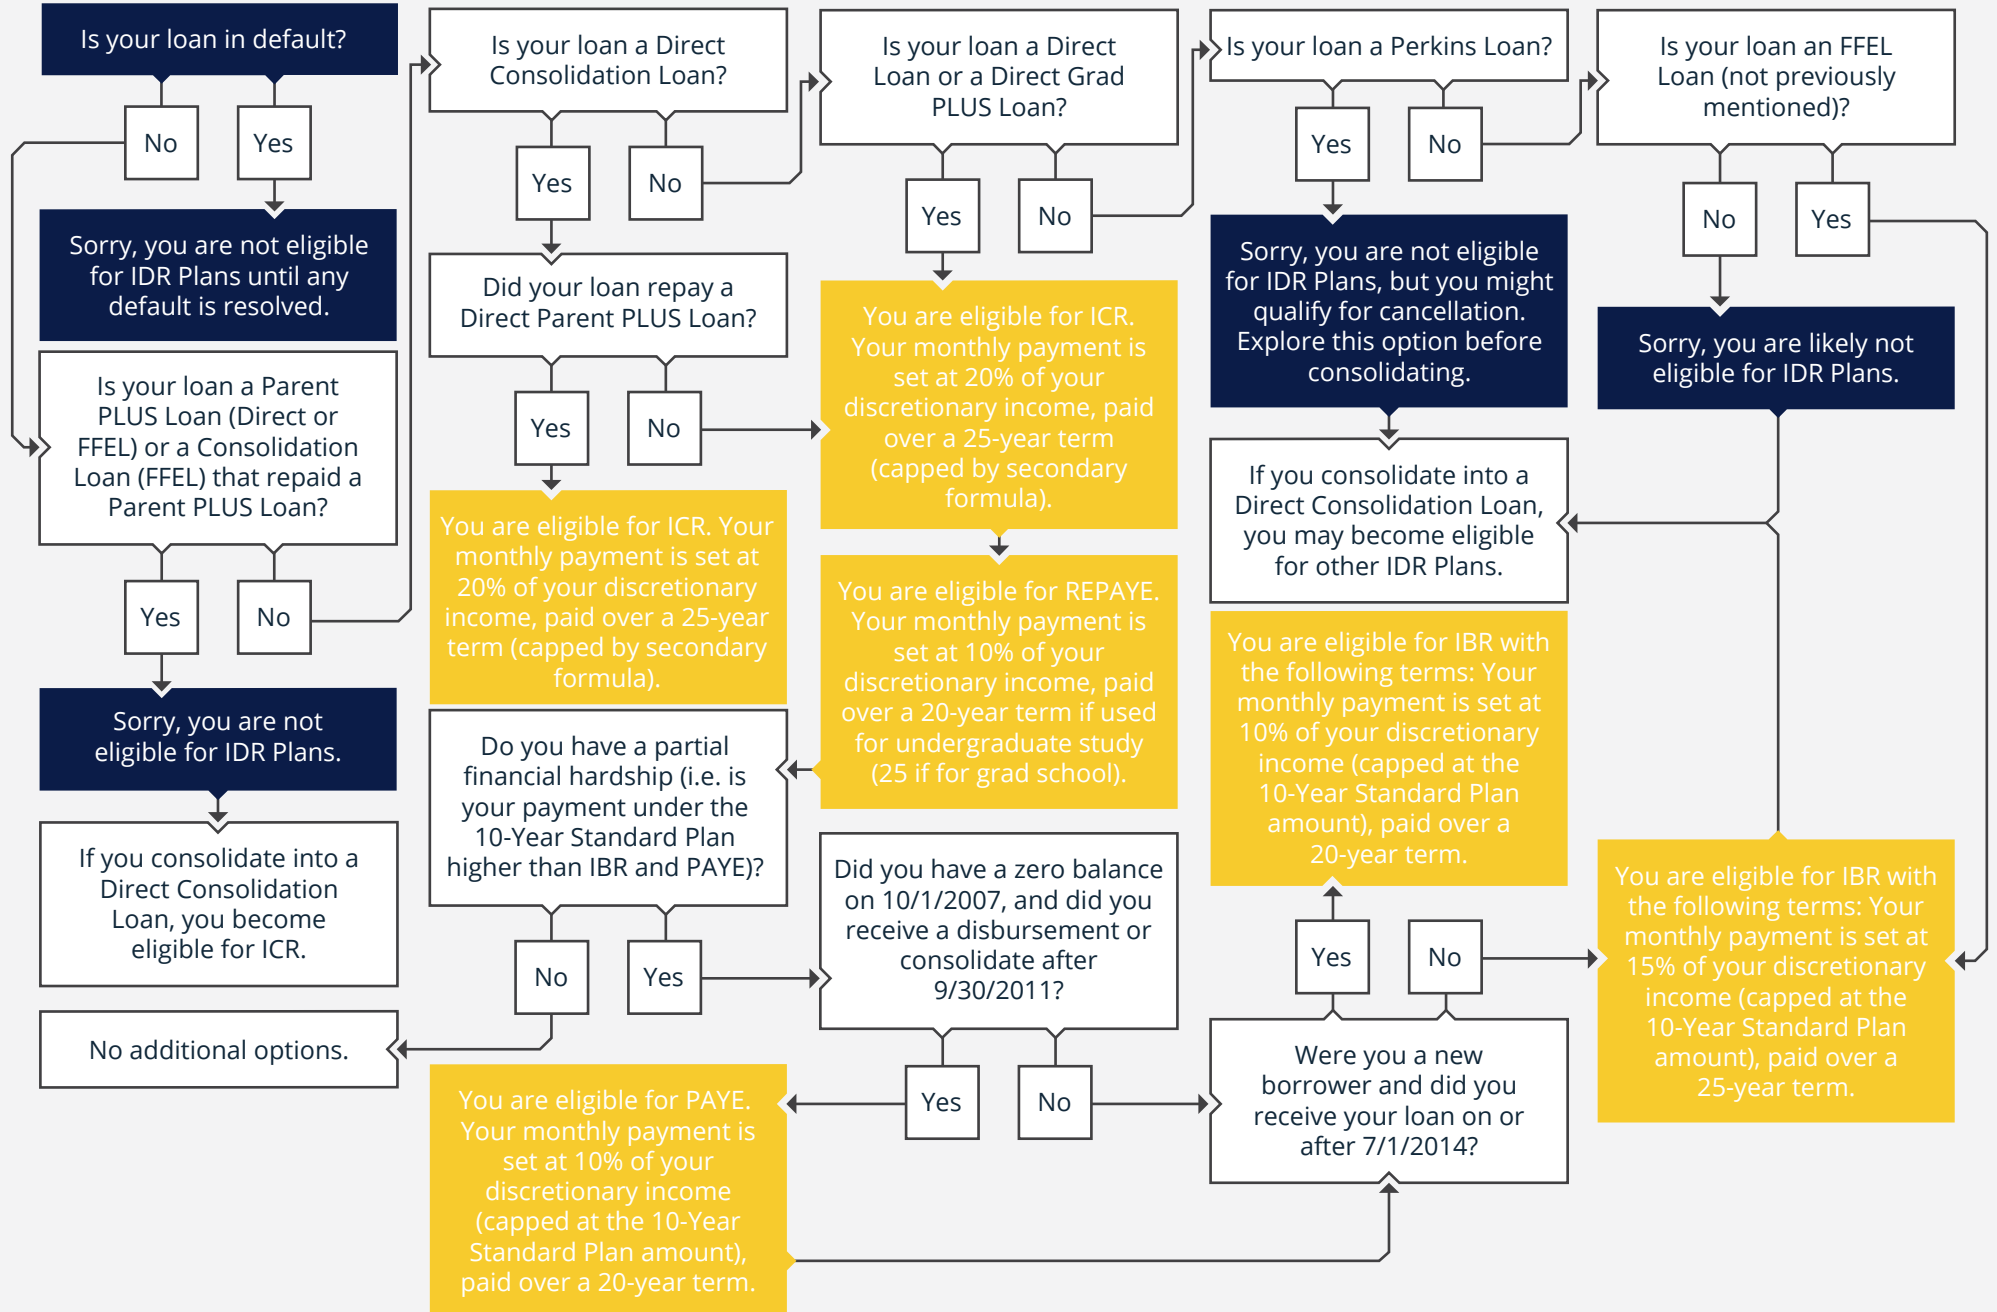 Is your loan in default?
No
Yes
Sorry, you are not eligible
for IDR Plans until any
default is resolved.
Is your loan a Parent
PLUS Loan (Direct or
FFEL) or a Consolidation
Loan (FFEL) that repaid a
Parent PLUS Loan?
Yes
No
Sorry, you are not
eligible for IDR Plans.
If you consolidate into a
Direct Consolidation
Loan, you become
eligible for ICR.
No additional options.
Is your loan a Direct
Consolidation Loan?
Yes
No
Did your loan repay a
Direct Parent PLUS Loan?
Yes
No
You are eligible for ICR. Your
monthly payment is set at
20% of your discretionary
income, paid over a 25-year
term (capped by secondary
formula).
Do you have a partial
financial hardship (i.e. is
your payment under the
10-Year Standard Plan
higher than IBR and PAYE)?
No
Yes
You are eligible for PAYE.
Your monthly payment is
set at 10% of your
discretionary income
(capped at the 10-Year
Standard Plan amount),
paid over a 20-year term.
Is your loan a Direct
Loan or a Direct Grad
PLUS Loan?
Yes
No
You are eligible for ICR.
Your monthly payment is
set at 20% of your
discretionary income, paid
over a 25-year term
(capped by secondary
formula).
You are eligible for REPAYE.
Your monthly payment is
set at 10% of your
discretionary income, paid
over a 20-year term if used
for undergraduate study
(25 if for grad school).
Did you have a zero balance
on 10/1/2007, and did you
receive a disbursement or
consolidate after
9/30/2011?
Yes
No
Is your loan a Perkins Loan?
Yes
No
Sorry, you are not eligible
for IDR Plans, but you might
qualify for cancellation.
Explore this option before
consolidating.
If you consolidate into a
Direct Consolidation Loan,
you may become eligible
for other IDR Plans.
You are eligible for IBR with
the following terms: Your
monthly payment is set at
10% of your discretionary
income (capped at the
10-Year Standard Plan
amount), paid over a
20-year term.
Yes
No
Were you a new
borrower and did you
receive your loan on or
after 7/1/2014?
Is your loan an FFEL
Loan (not previously
mentioned)?
No
Yes
Sorry, you are likely not
eligible for IDR Plans.
You are eligible for IBR with
the following terms: Your
monthly payment is set at
15% of your discretionary
income (capped at the
10-Year Standard Plan
amount), paid over a
25-year term.